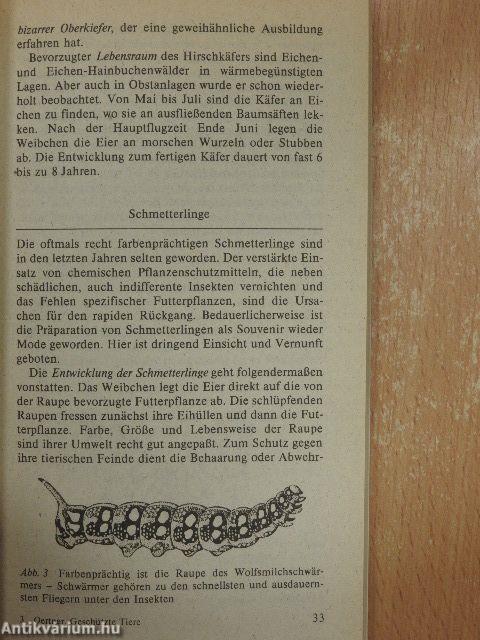 bizarrer Oberkiefer, der eine geweihähnliche Ausbildung
erfahren hat.
Bevorzugter Lebensraum des Hirschkäfers sind Eichen-
und Eichen-Hainbuchenwälder in wärmebegünstigten
Lagen. Aber auch in Obstanlagen wurde er schon wieder-
holt beobachtet. Von Mai bis Juli sind die Käfer an Ei-
chen zu finden, wo sie an ausfließenden Baumsäften lek-
ken. Nach der Hauptflugzeit Ende Juni legen die
Weibchen die Eier an morschen Wurzeln oder Stubben
ab. Die Entwicklung zum fertigen Käfer dauert von fast 6
bis zu 8 Jahren.
Schmetterlinge
Die oftmals recht farbenprächtigen Schmetterlinge sind
in den letzten Jahren selten geworden. Der verstärkte Ein-
satz von chemischen Pflanzenschutzmitteln, die neben
schädlichen, auch indifferente Insekten vernichten und
das Fehlen spezifischer Futterpflanzen, sind die Ursa-
chen für den rapiden Rückgang. Bedauerlicherweise ist
die Präparation von Schmetterlingen als Souvenir wieder
Mode geworden. Hier ist dringend Einsicht und Vernunft
geboten.
Die Entwicklung der Schmetterlinge geht folgendermaßen
vonstatten. Das Weibchen legt die Eier direkt auf die von
der Raupe bevorzugte Futterpflanze ab. Die schlüpfenden
Raupen fressen zunächst ihre Eihüllen und dann die Fut-
terpflanze. Farbe, Größe und Lebensweise der Raupe
sind ihrer Umwelt recht gut angepaßt. Zum Schutz gegen
ihre tierischen Feinde dient die Behaarung oder Abwehr-
Abb. 3 Farbenprächtig ist die Raupe des Wolfsmilchschwär-
mers – Schwärmer gehören zu den schnellsten und ausdauern-
sten Fliegern unter den Insekten
3 Oertner, Geschützte Tiere 33
Antikvarium.hu